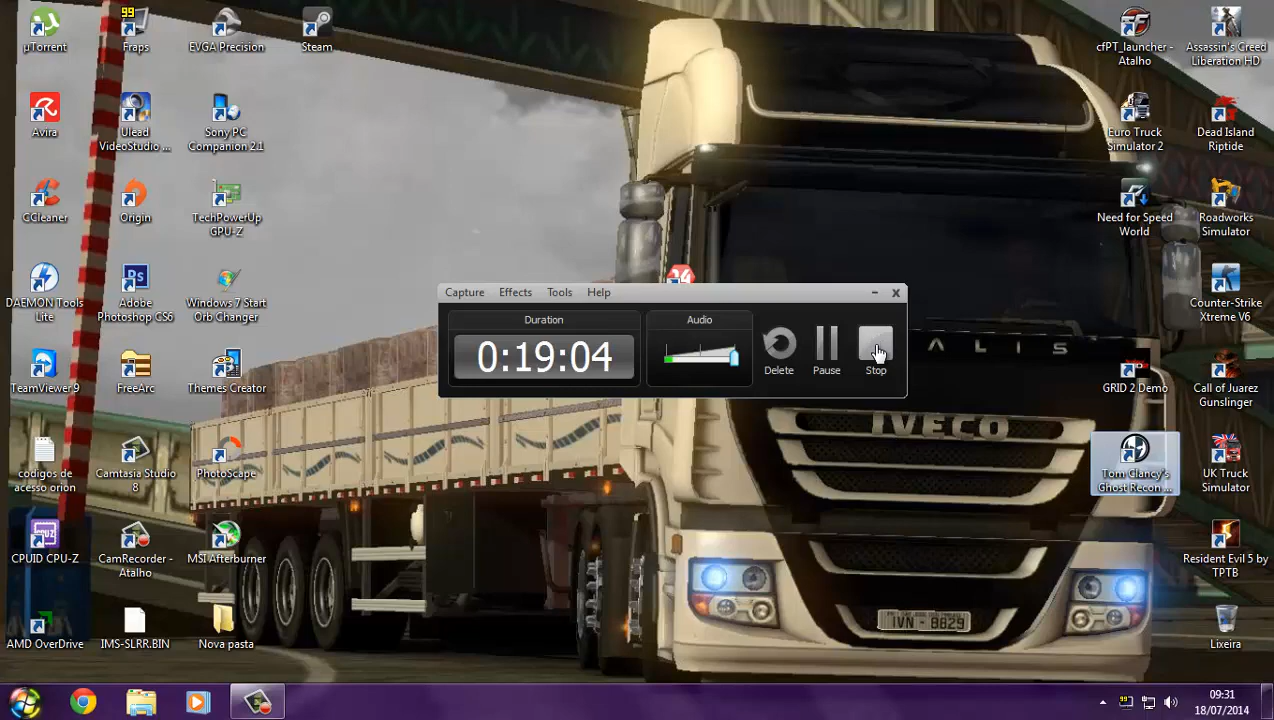 µTorrent
99
Fraps
EVGA Precision
Steam
cfPT_launcher -
Atalho
Assassin's Creed
Liberation HD
Avira
Ulead
VideoStudio ...
Sony PC
Companion 2.1
Euro Truck
Simulator 2
Dead Island
Riptide
CCleaner
Origin
TechPowerUp
GPU-Z
Need for Speed
World
Roadworks
Simulator
DAEMON Tools
Lite
Ps
Adobe
Photoshop CS6
Windows 7 Start
Orb Changer
Counter-Strike
Xtreme V6
Capture
Effects
Tools
Help
Duration
0:19:04
Audio
Delete
Pause
Stop
A L I S
TeamViewer 9
FreeArc
Themes Creator
GRID 2 Demo
Call of Juarez
Gunslinger
IVECO
codigos de
acesso orion
Camtasia Studio
8
PhotoScape
Tom Clancy's
Ghost Recon ...
UK Truck
Simulator
CPUID CPU-Z
CamRecorder -
Atalho
MSI Afterburner
Resident Evil 5 by
TPTB
IVN - 8829
AMD OverDrive
IMS-SLRR.BIN
Nova pasta
Lixeira
99
09:31
18/07/2014